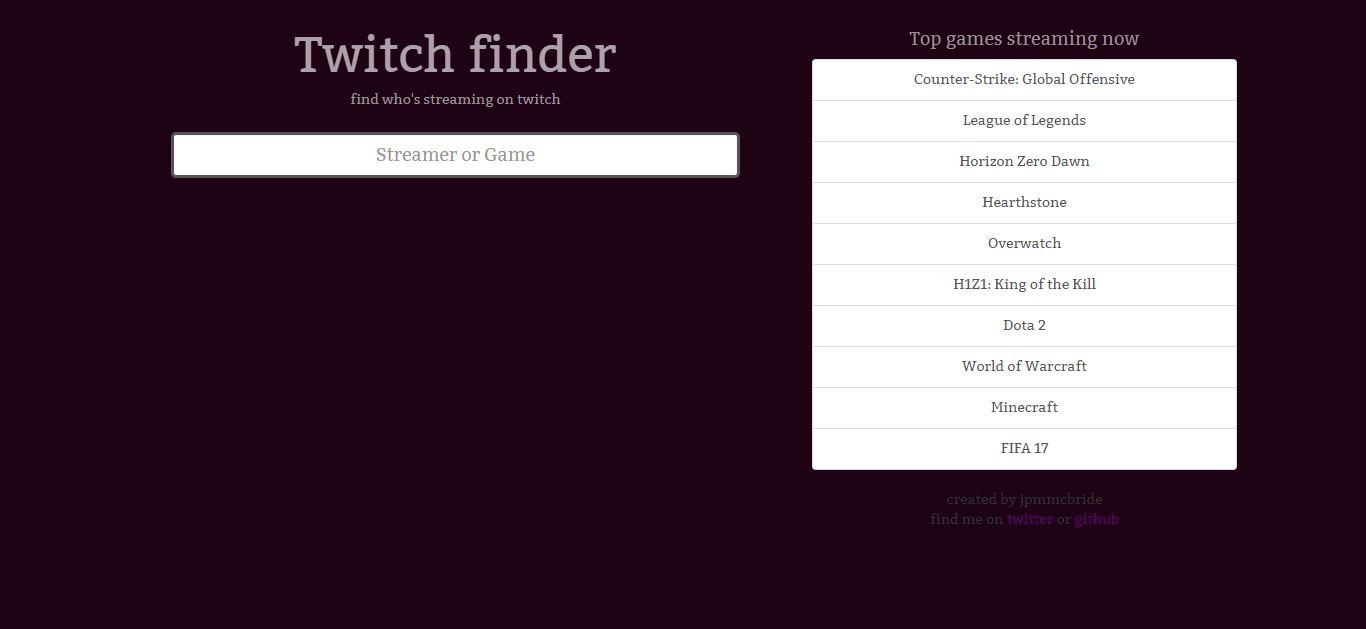 Twitch finder
find who's streaming on twitch
Streamer or Game
Top games streaming now
Counter-Strike: Global Offensive
League of Legends
Horizon Zero Dawn
Hearthstone
Overwatch
H1Z1: King of the Kill
Dota 2
World of Warcraft
Minecraft
FIFA 17
created by jpmmcbride
find me on twitter or github